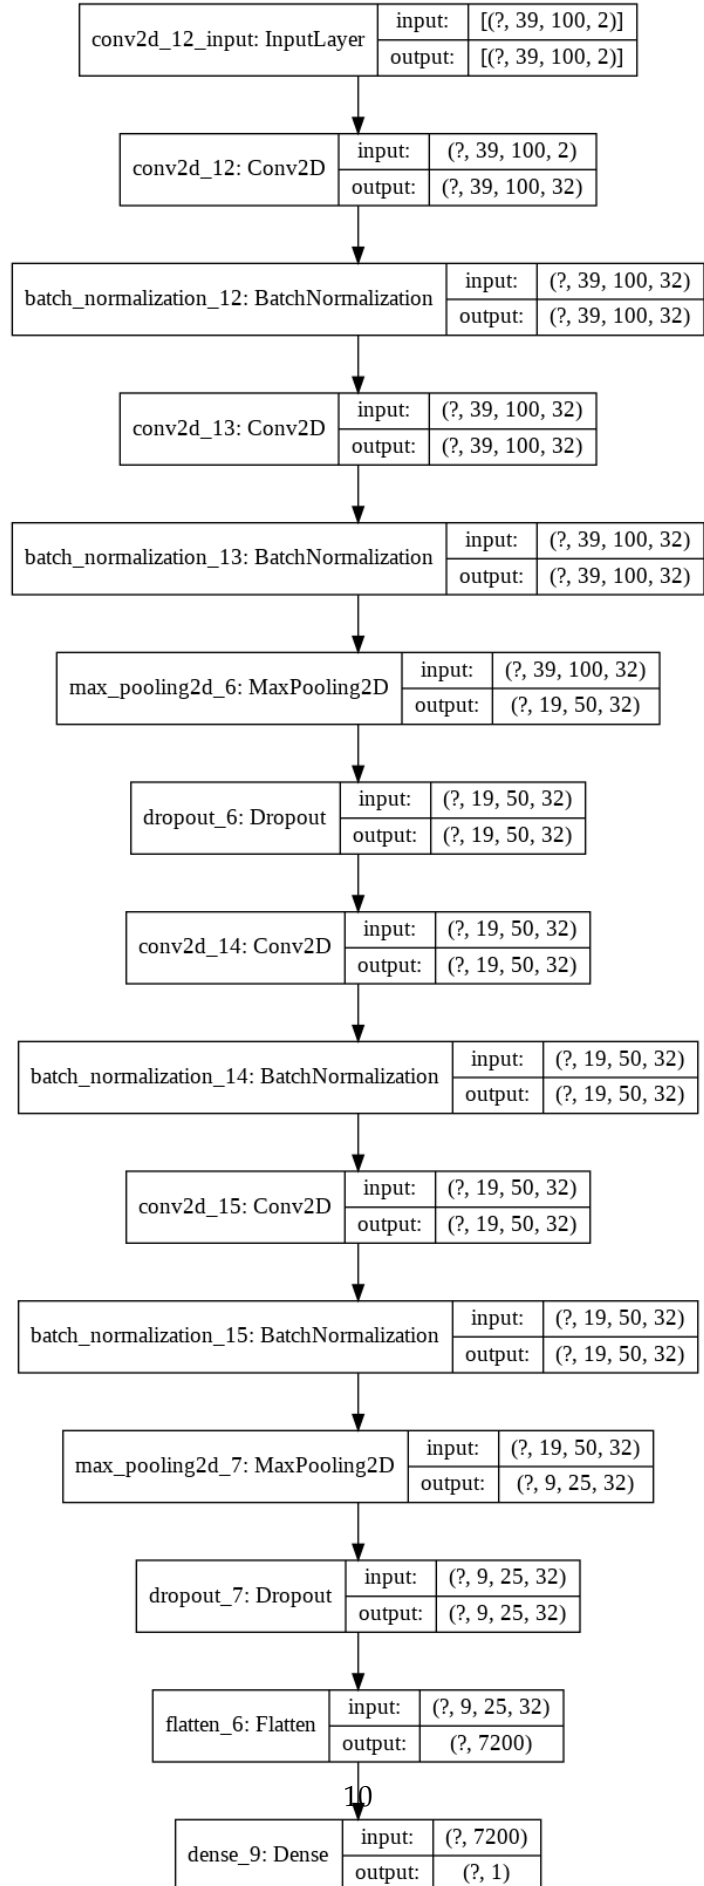 conv2d_12_input: InputLayer input: [(?, 39, 100, 2)]
output: [(?, 39, 100, 2)]
conv2d_12: Conv2D input: (?, 39, 100, 2)
output: (?, 39, 100, 32)
batch_normalization_12: BatchNormalization input: (?, 39, 100, 32)
output: (?, 39, 100, 32)
conv2d_13: Conv2D input: (?, 39, 100, 32)
output: (?, 39, 100, 32)
batch_normalization_13: BatchNormalization input: (?, 39, 100, 32)
output: (?, 39, 100, 32)
max_pooling2d_6: MaxPooling2D input: (?, 39, 100, 32)
output: (?, 19, 50, 32)
dropout_6: Dropout input: (?, 19, 50, 32)
output: (?, 19, 50, 32)
conv2d_14: Conv2D input: (?, 19, 50, 32)
output: (?, 19, 50, 32)
batch_normalization_14: BatchNormalization input: (?, 19, 50, 32)
output: (?, 19, 50, 32)
conv2d_15: Conv2D input: (?, 19, 50, 32)
output: (?, 19, 50, 32)
batch_normalization_15: BatchNormalization input: (?, 19, 50, 32)
output: (?, 19, 50, 32)
max_pooling2d_7: MaxPooling2D input: (?, 19, 50, 32)
output: (?, 9, 25, 32)
dropout_7: Dropout input: (?, 9, 25, 32)
output: (?, 9, 25, 32)
flatten_6: Flatten input: (?, 9, 25, 32)
output: (?, 7200)
10
dense_9: Dense input: (?, 7200)
output: (?, 1)